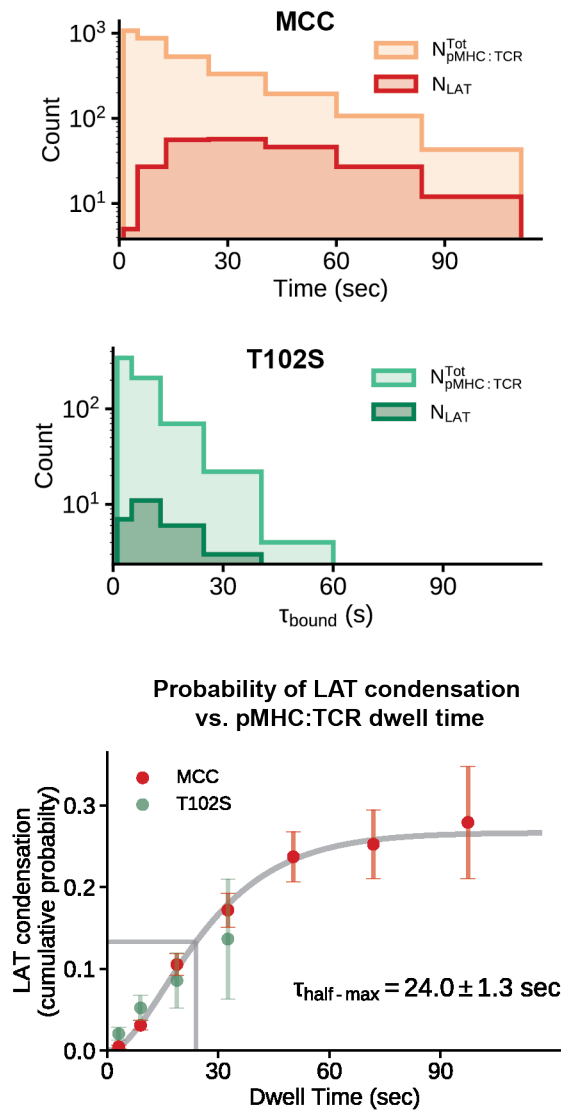 MCC
10³
10²
10¹
Count
N^Tot_pMHC:TCR
N_LAT
0 30 60 90
Time (sec)
T102S
10²
10¹
Count
N^Tot_pMHC:TCR
N_LAT
0 30 60 90
τ_bound (s)
Probability of LAT condensation
vs. pMHC:TCR dwell time
MCC
T102S
0.3
0.2
0.1
0.0
LAT condensation
(cumulative probabilty)
τ_half-max = 24.0 ± 1.3 sec
0 30 60 90
Dwell Time (sec)